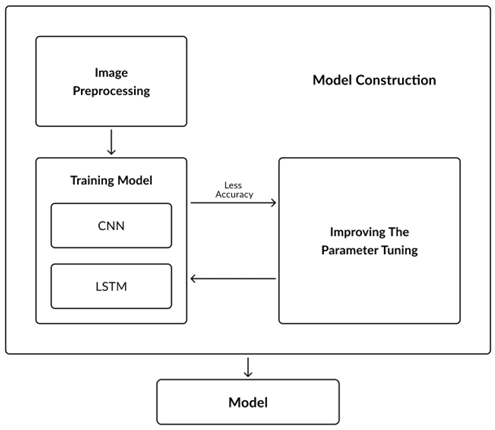 Image
Preprocessing
Model Construction
Training Model
CNN
LSTM
Less
Accuracy
Improving The
Parameter Tuning
Model